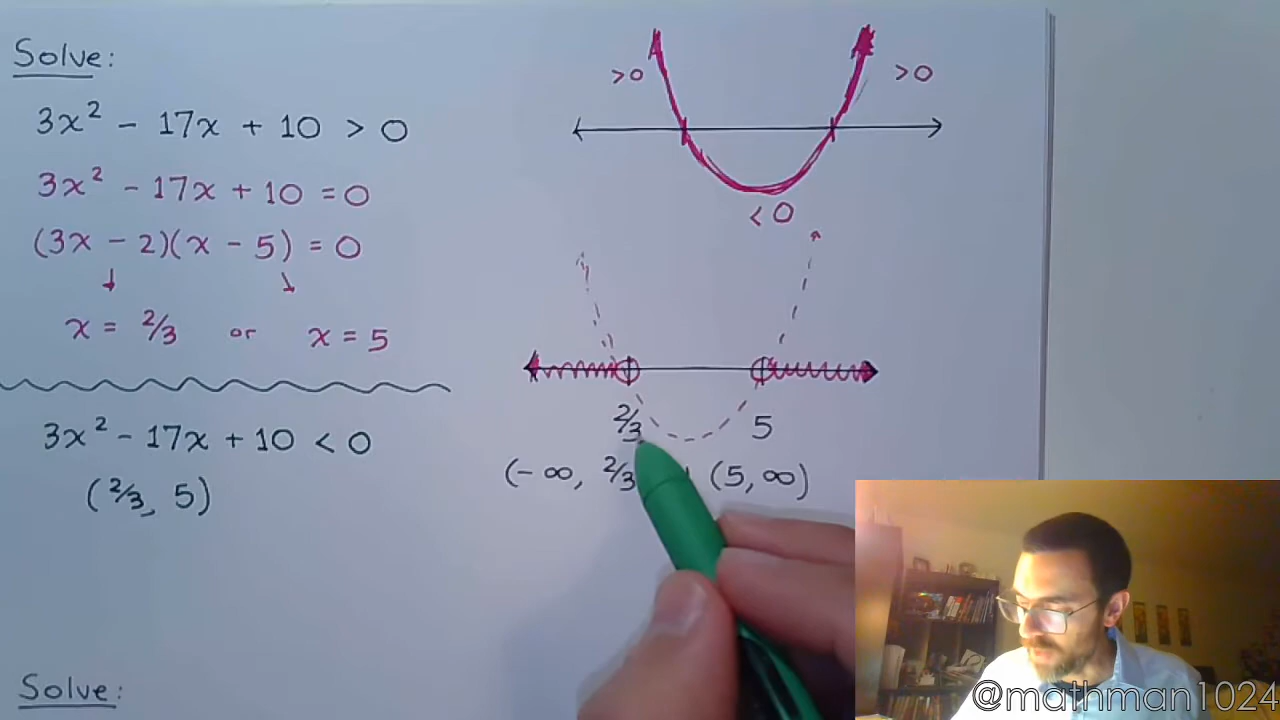 Solve:
3x² - 17x + 10 > 0
3x² - 17x + 10 = 0
(3x - 2)(x - 5) = 0
x = 2/3 or x = 5
3x² - 17x + 10 < 0
(2/3, 5)
Solve:
>0
>0
<0
2/3
5
(-∞, 2/3
(5, ∞)
@mathman1024